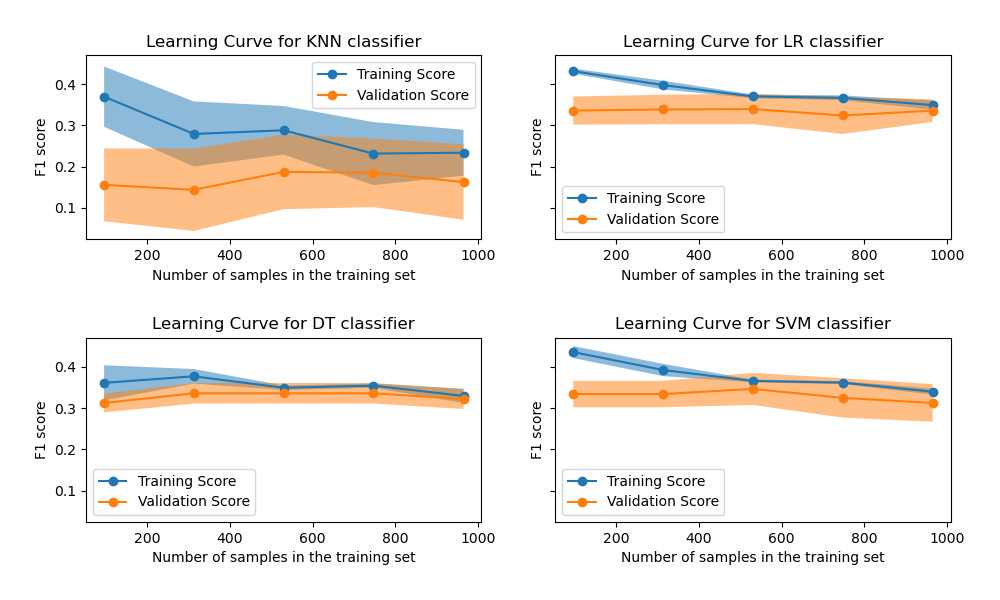 Learning Curve for KNN classifier
F1 score
0.4
0.3
0.2
0.1
Training Score
Validation Score
200 400 600 800 1000
Number of samples in the training set
Learning Curve for LR classifier
F1 score
Training Score
Validation Score
200 400 600 800 1000
Number of samples in the training set
Learning Curve for DT classifier
F1 score
0.4
0.3
0.2
0.1
Training Score
Validation Score
200 400 600 800 1000
Number of samples in the training set
Learning Curve for SVM classifier
F1 score
Training Score
Validation Score
200 400 600 800 1000
Number of samples in the training set